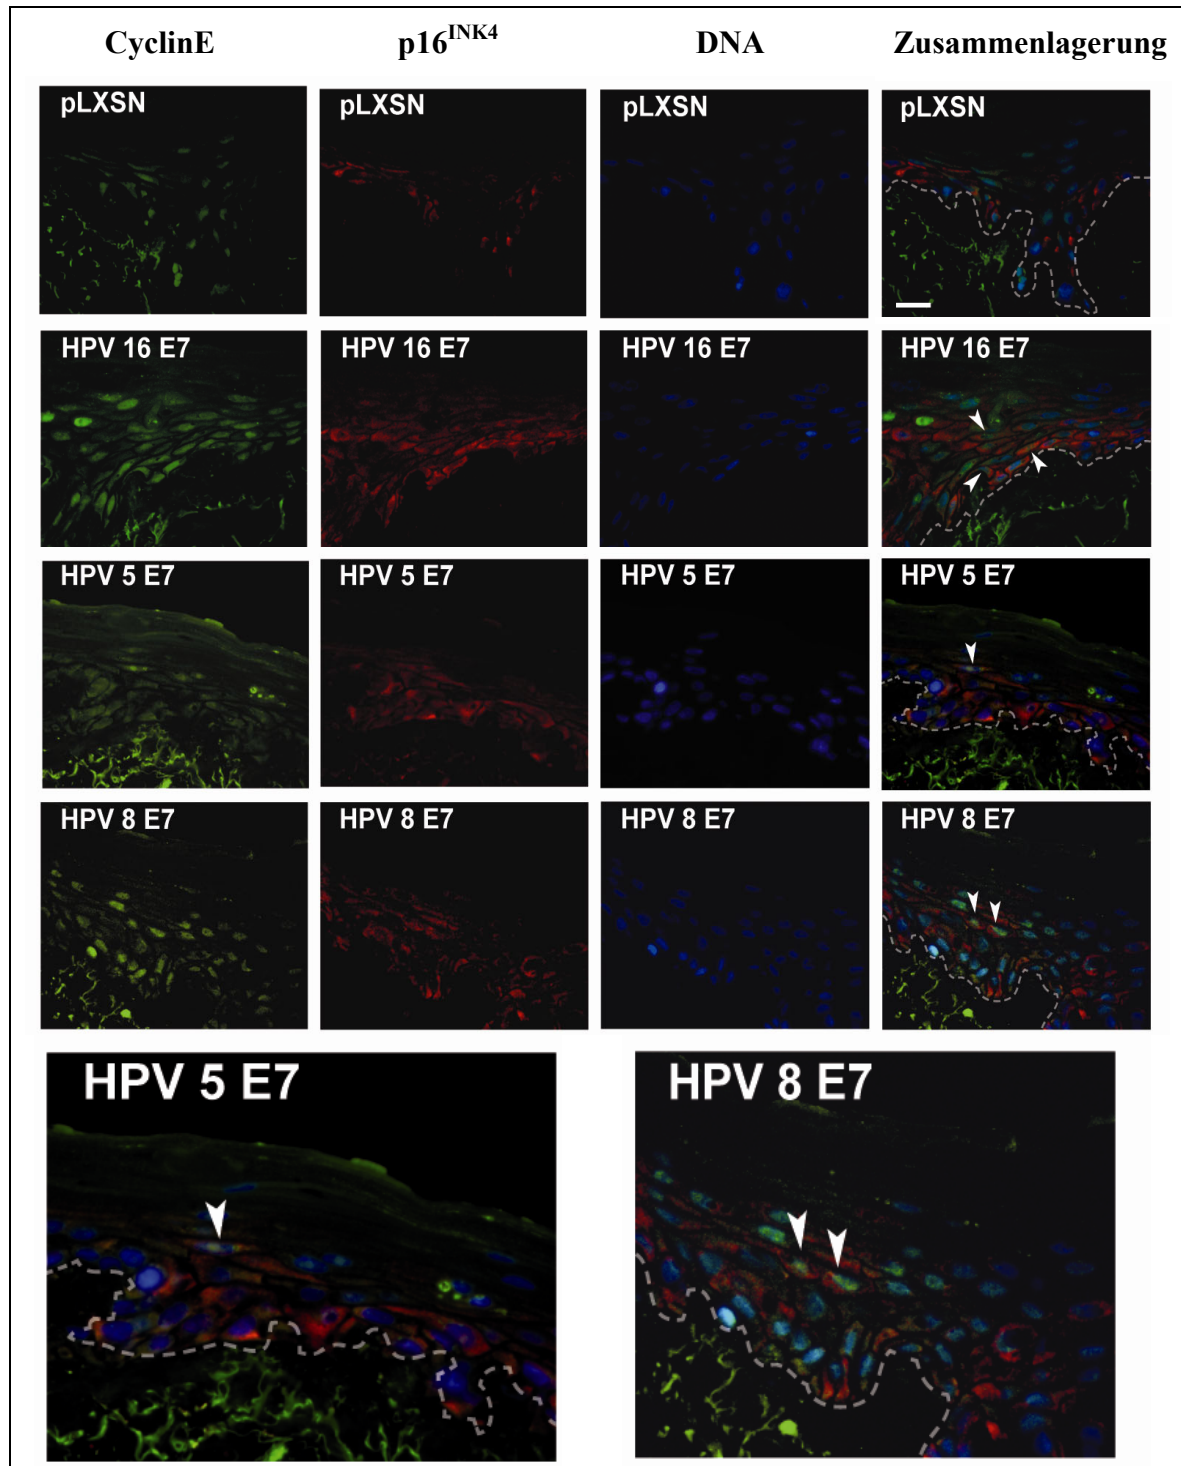 CyclinE p16INK4 DNA Zusammenlagerung
pLXSN pLXSN pLXSN pLXSN
HPV 16 E7 HPV 16 E7 HPV 16 E7 HPV 16 E7
HPV 5 E7 HPV 5 E7 HPV 5 E7 HPV 5 E7
HPV 8 E7 HPV 8 E7 HPV 8 E7 HPV 8 E7
HPV 5 E7 HPV 8 E7